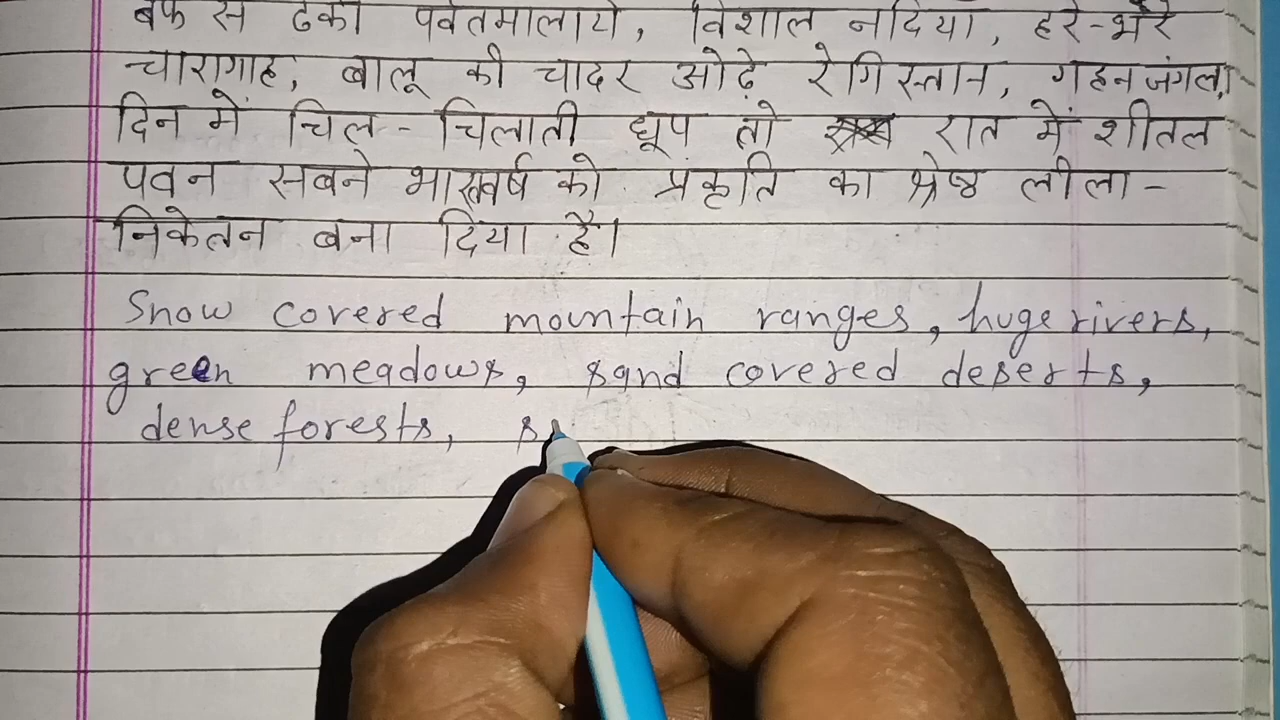 बर्फ से ढकी पर्वतमालायें, विशाल नदियाँ, हरे-भरे
चारागाह, बालू की चादर ओढ़े रेगिस्तान, गहन जंगल,
दिन में चिल-चिलाती धूप तो रात में शीतल
पवन सबने भारतवर्ष को प्रकृति का श्रेष्ठ लीला-
निकेतन बना दिया है।
Snow covered mountain ranges, huge rivers,
green meadows, sand covered deserts,
dense forests, s